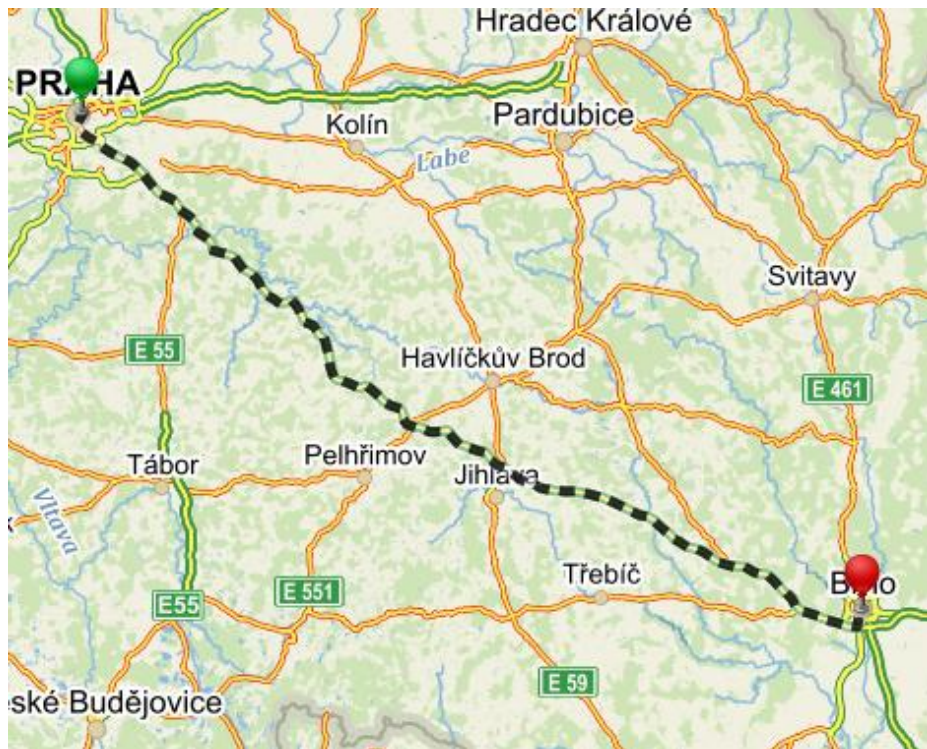 Hradec Králové
PRAHA
Pardubice
Kolín
Labe
Svitavy
E 55
Havlíčkův Brod
E 461
Pelhřimov
Tábor
Jihlava
Vltava
Třebíč
Brno
E 551
E55
E 59
eské Budějovice